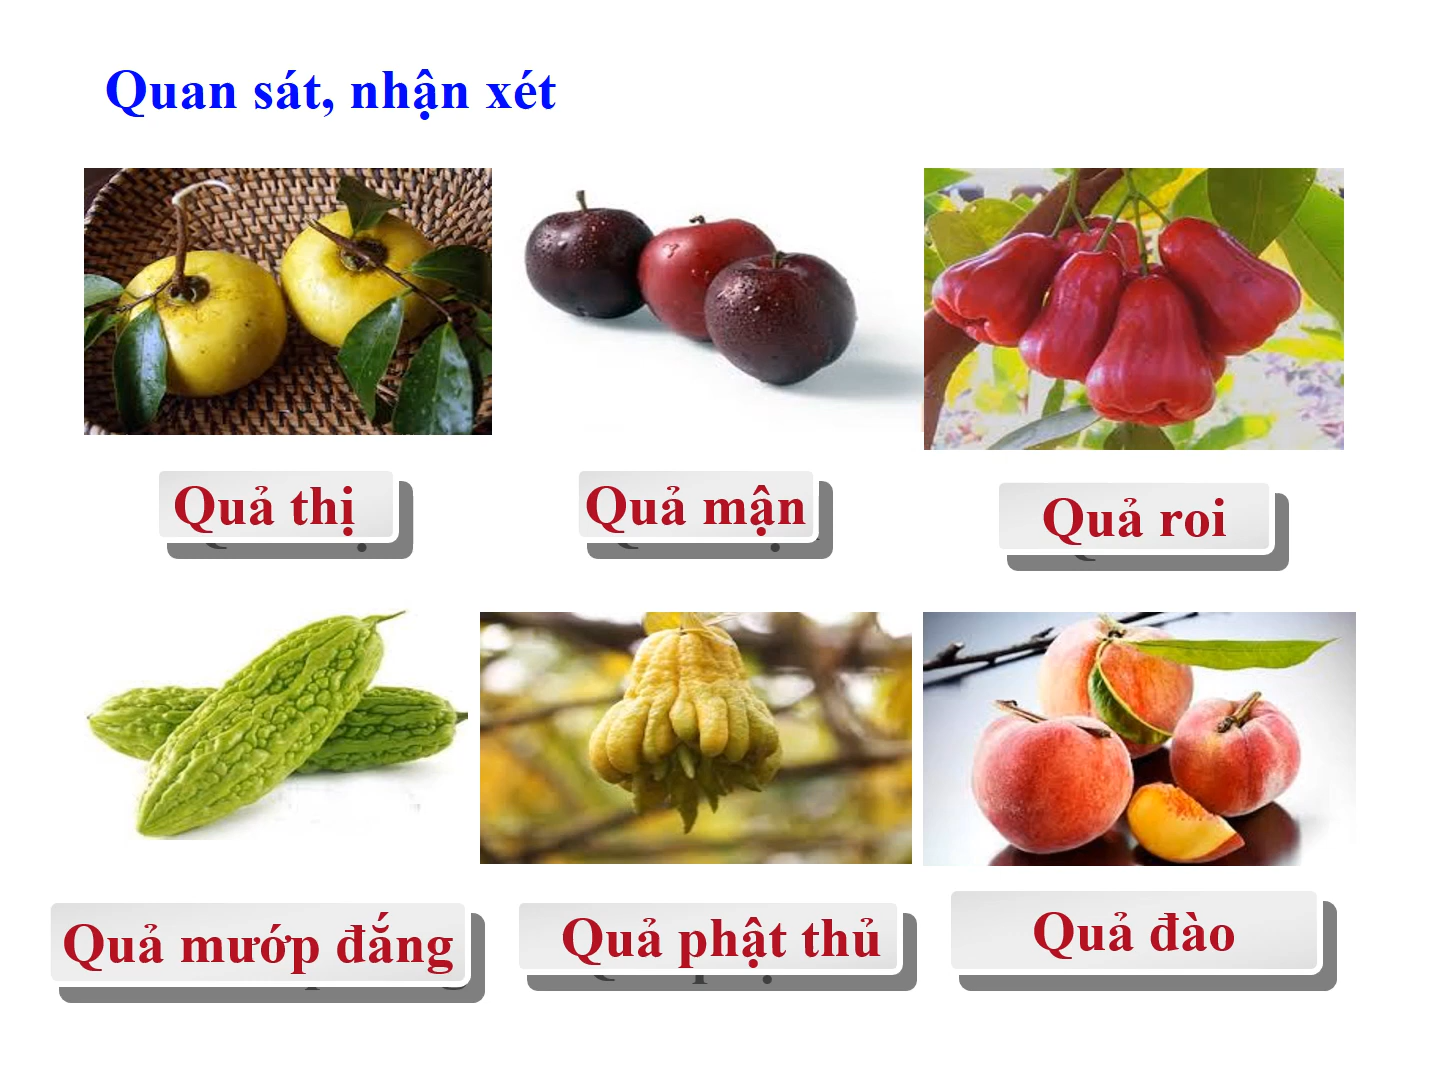 Quan sát, nhận xét
Quả thị
Quả mận
Quả roi
Quả mướp đắng
Quả phật thủ
Quả đào